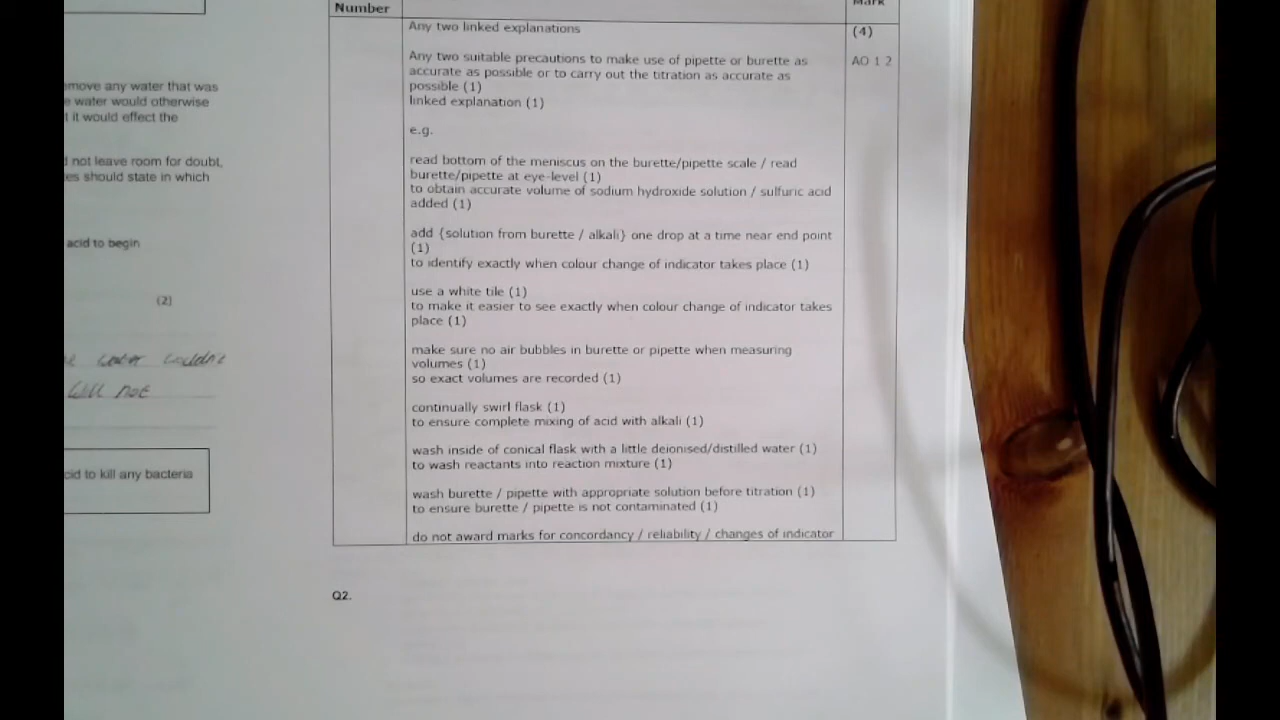 move any water that was
e water would otherwise
t it would effect the
not leave room for doubt,
es should state in which
acid to begin
(2)
water wouldn't
will not
cid to kill any bacteria
Number
Mark
Any two linked explanations
(4)
Any two suitable precautions to make use of pipette or burette as
AO 1 2
accurate as possible or to carry out the titration as accurate as
possible (1)
linked explanation (1)
e.g.
read bottom of the meniscus on the burette/pipette scale / read
burette/pipette at eye-level (1)
to obtain accurate volume of sodium hydroxide solution / sulfuric acid
added (1)
add {solution from burette / alkali} one drop at a time near end point
(1)
to identify exactly when colour change of indicator takes place (1)
use a white tile (1)
to make it easier to see exactly when colour change of indicator takes
place (1)
make sure no air bubbles in burette or pipette when measuring
volumes (1)
so exact volumes are recorded (1)
continually swirl flask (1)
to ensure complete mixing of acid with alkali (1)
wash inside of conical flask with a little deionised/distilled water (1)
to wash reactants into reaction mixture (1)
wash burette / pipette with appropriate solution before titration (1)
to ensure burette / pipette is not contaminated (1)
do not award marks for concordancy / reliability / changes of indicator
Q2.